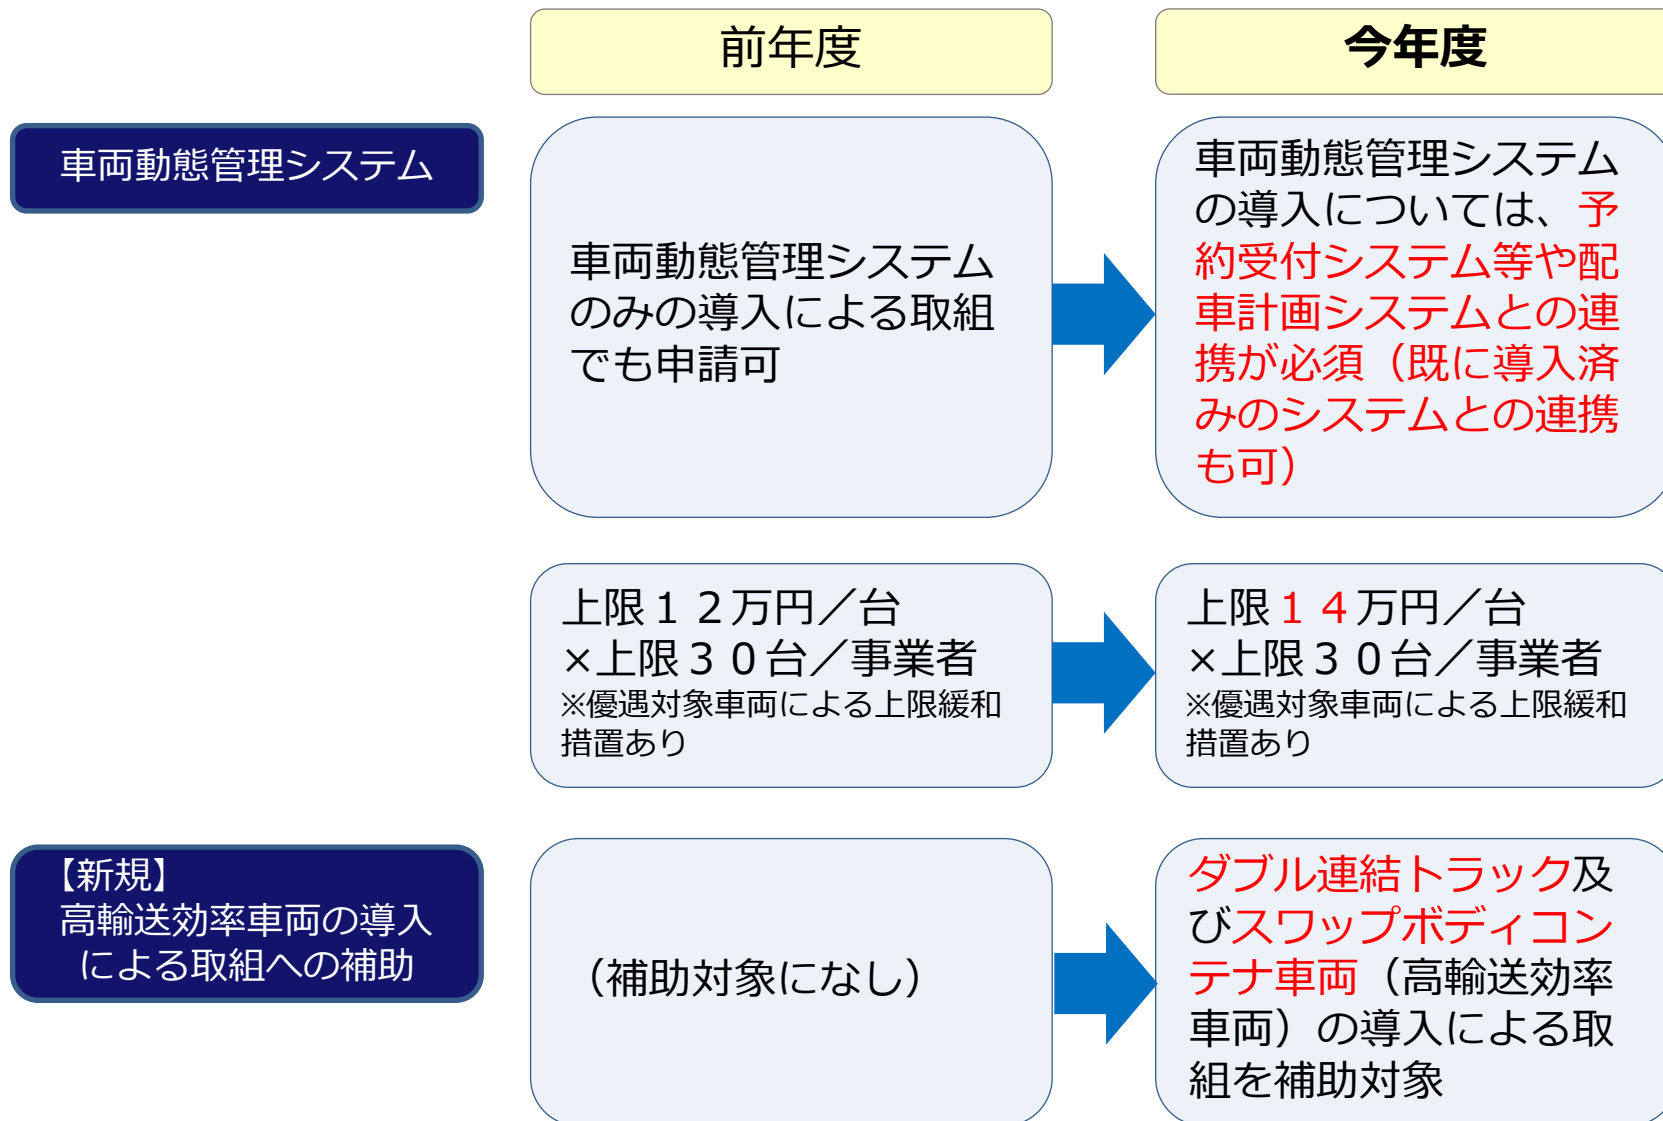 前年度
今年度
車両動態管理システム
車両動態管理システム
のみの導入による取組
でも申請可
車両動態管理システム
の導入については、予
約受付システム等や配
車計画システムとの連
携が必須（既に導入済
みのシステムとの連携
も可）
上限１２万円／台
×上限３０台／事業者
※優遇対象車両による上限緩和
措置あり
上限１４万円／台
×上限３０台／事業者
※優遇対象車両による上限緩和
措置あり
【新規】
高輸送効率車両の導入
による取組への補助
（補助対象になし）
ダブル連結トラック及
びスワップボディコン
テナ車両（高輸送効率
車両）の導入による取
組を補助対象